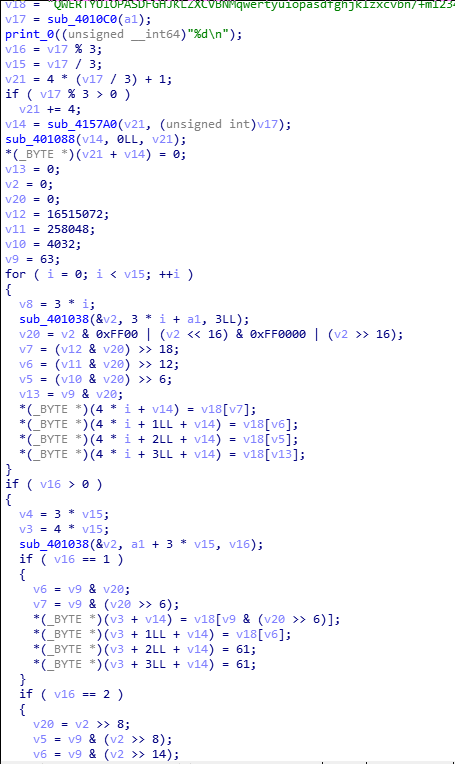 v18 = "QWERTYUIOPASDFGHJKLZXCVBNMqwertyuiopasdfghjklzxcvbn/+m1234
v17 = sub_4010C0(a1);
print_0((unsigned __int64)"%d\n");
v16 = v17 % 3;
v15 = v17 / 3;
v21 = 4 * (v17 / 3) + 1;
if ( v17 % 3 > 0 )
v21 += 4;
v14 = sub_4157A0(v21, (unsigned int)v17);
sub_401088(v14, 0LL, v21);
*(_BYTE *)(v21 + v14) = 0;
v13 = 0;
v2 = 0;
v20 = 0;
v12 = 16515072;
v11 = 258048;
v10 = 4032;
v9 = 63;
for ( i = 0; i < v15; ++i )
{
v8 = 3 * i;
sub_401038(&v2, 3 * i + a1, 3LL);
v20 = v2 & 0xFF00 | (v2 << 16) & 0xFF0000 | (v2 >> 16);
v7 = (v12 & v20) >> 18;
v6 = (v11 & v20) >> 12;
v5 = (v10 & v20) >> 6;
v13 = v9 & v20;
*(_BYTE *)(4 * i + v14) = v18[v7];
*(_BYTE *)(4 * i + 1LL + v14) = v18[v6];
*(_BYTE *)(4 * i + 2LL + v14) = v18[v5];
*(_BYTE *)(4 * i + 3LL + v14) = v18[v13];
}
if ( v16 > 0 )
{
v4 = 3 * v15;
v3 = 4 * v15;
sub_401038(&v2, a1 + 3 * v15, v16);
if ( v16 == 1 )
{
v6 = v9 & v20;
v7 = v9 & (v20 >> 6);
*(_BYTE *)(v3 + v14) = v18[v9 & (v20 >> 6)];
*(_BYTE *)(v3 + 1LL + v14) = v18[v6];
*(_BYTE *)(v3 + 2LL + v14) = 61;
*(_BYTE *)(v3 + 3LL + v14) = 61;
}
if ( v16 == 2 )
{
v20 = v2 >> 8;
v5 = v9 & (v2 >> 8);
v6 = v9 & (v2 >> 14);